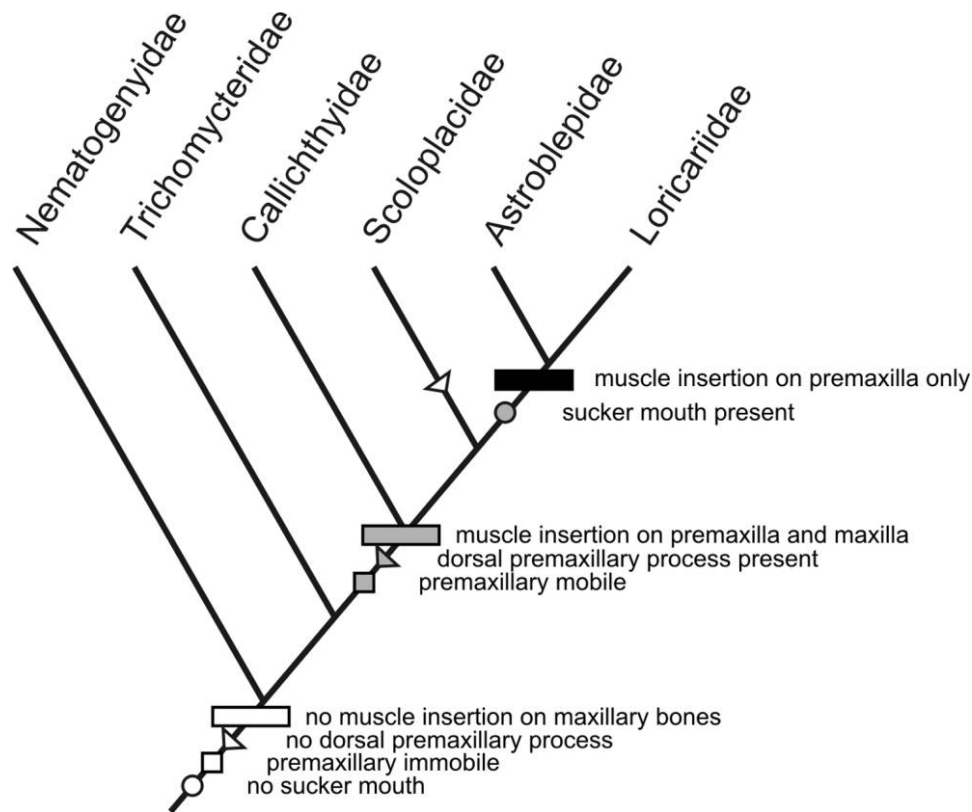 Nematogenyidae
Trichomycteridae
Callichthyidae
Scoloplacidae
Astroblepidae
Loricariidae
muscle insertion on premaxilla only
sucker mouth present
muscle insertion on premaxilla and maxilla
dorsal premaxillary process present
premaxillary mobile
no muscle insertion on maxillary bones
no dorsal premaxillary process
premaxillary immobile
no sucker mouth